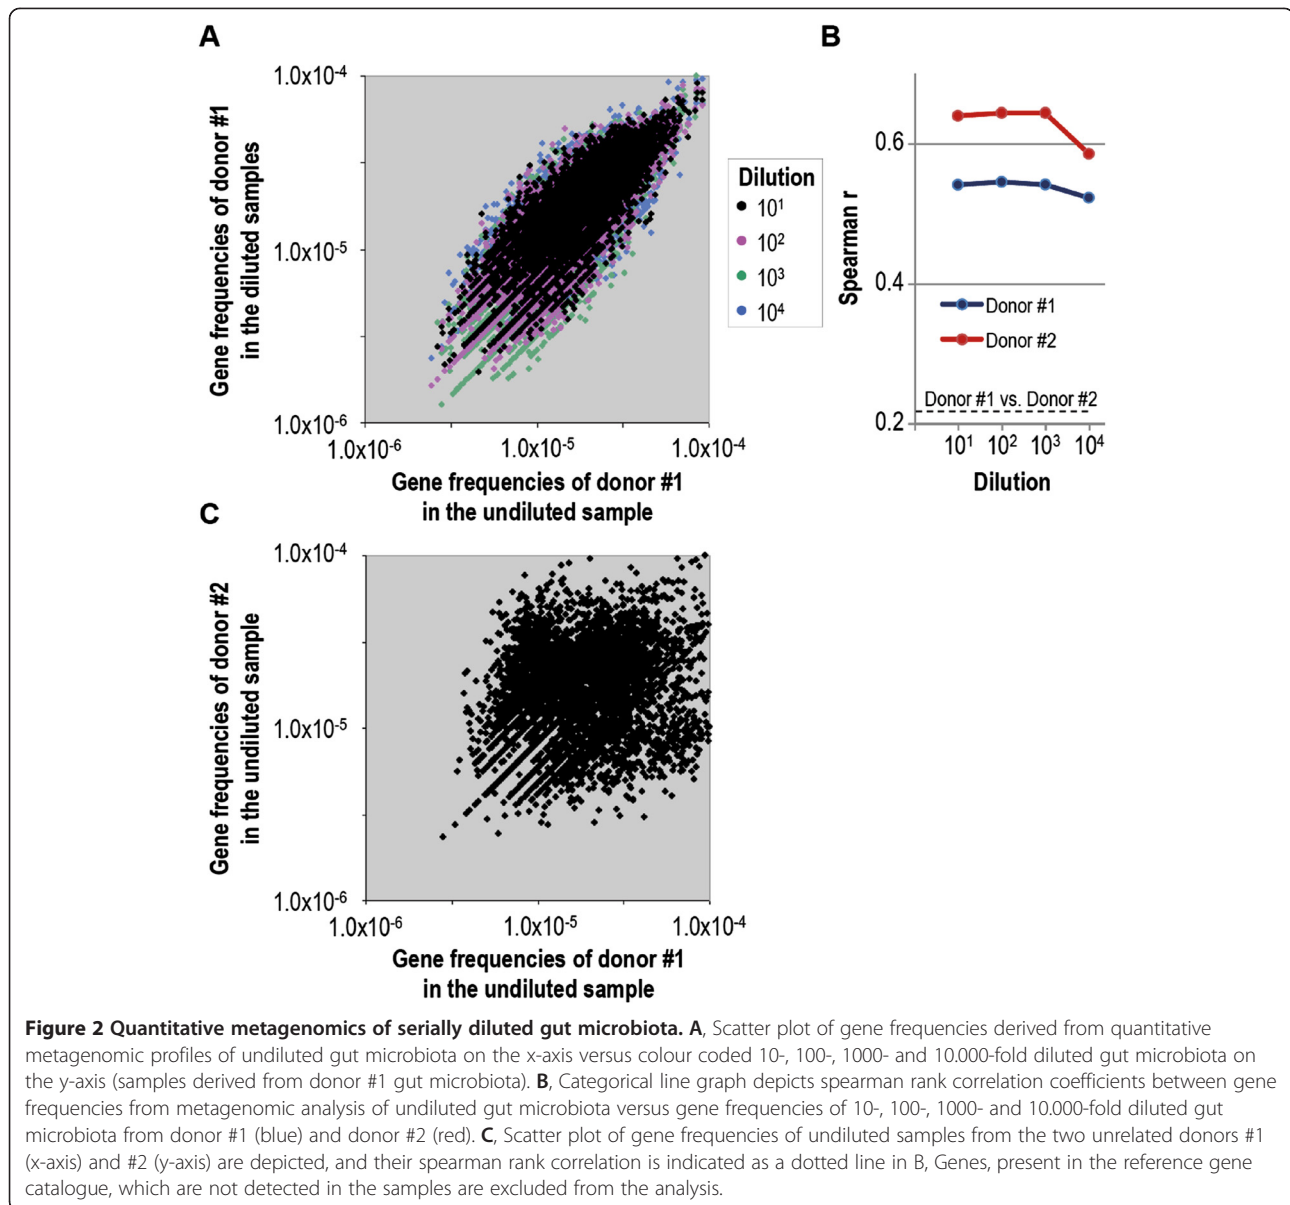 A
1.0x10-4
1.0x10-5
1.0x10-6
Gene frequencies of donor #1
in the diluted samples
1.0x10-6
1.0x10-5
1.0x10-4
Gene frequencies of donor #1
in the undiluted sample
Dilution
10¹
10²
10³
10⁴
B
0.6
0.4
0.2
Spearman r
Donor #1
Donor #2
Donor #1 vs. Donor #2
10¹ 10² 10³ 10⁴
Dilution
C
1.0x10-4
1.0x10-5
1.0x10-6
Gene frequencies of donor #2
in the undiluted sample
1.0x10-6
1.0x10-5
1.0x10-4
Gene frequencies of donor #1
in the undiluted sample
Figure 2 Quantitative metagenomics of serially diluted gut microbiota. A, Scatter plot of gene frequencies derived from quantitative
metagenomic profiles of undiluted gut microbiota on the x-axis versus colour coded 10-, 100-, 1000- and 10.000-fold diluted gut microbiota on
the y-axis (samples derived from donor #1 gut microbiota). B, Categorical line graph depicts spearman rank correlation coefficients between gene
frequencies from metagenomic analysis of undiluted gut microbiota versus gene frequencies of 10-, 100-, 1000- and 10.000-fold diluted gut
microbiota from donor #1 (blue) and donor #2 (red). C, Scatter plot of gene frequencies of undiluted samples from the two unrelated donors #1
(x-axis) and #2 (y-axis) are depicted, and their spearman rank correlation is indicated as a dotted line in B, Genes, present in the reference gene
catalogue, which are not detected in the samples are excluded from the analysis.